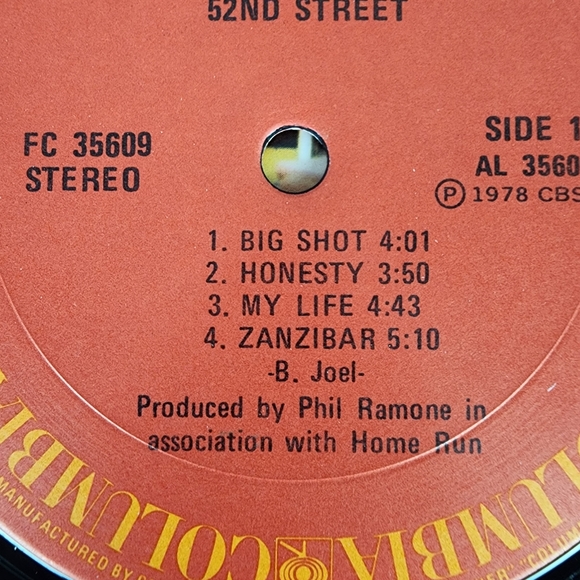 52ND STREET
FC 35609
STEREO
SIDE 1
AL 3560
Ⓟ 1978 CBS
1. BIG SHOT 4:01
2. HONESTY 3:50
3. MY LIFE 4:43
4. ZANZIBAR 5:10
-B. Joel-
Produced by Phil Ramone in
association with Home Run
COLUMBIA
MANUFACTURED BY